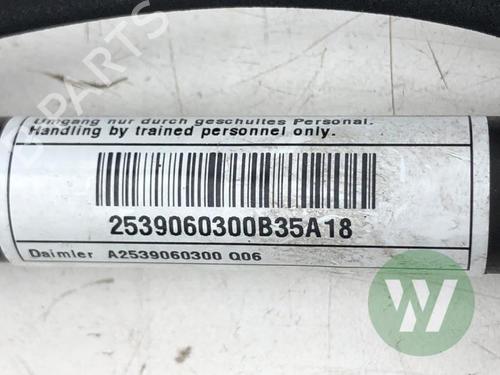 Umgang nur durch geschultes Personal.
Handling by trained personnel only.
2539060300B35A18
Daimler A2539060300 Q06
W